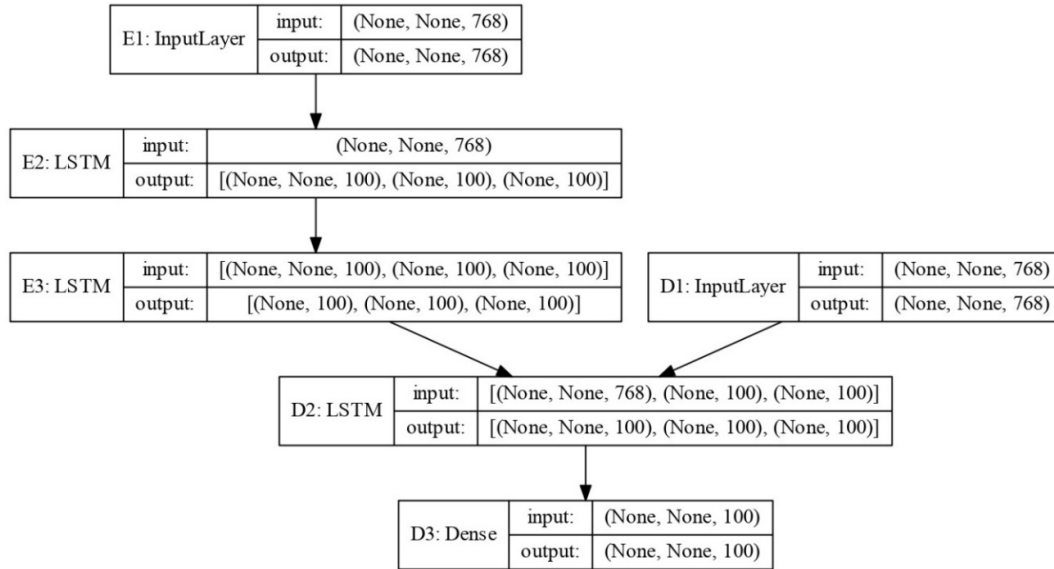 E1: InputLayer input: (None, None, 768)
output: (None, None, 768)
E2: LSTM input: (None, None, 768)
output: [(None, None, 100), (None, 100), (None, 100)]
E3: LSTM input: [(None, None, 100), (None, 100), (None, 100)]
output: [(None, 100), (None, 100), (None, 100)]
D1: InputLayer input: (None, None, 768)
output: (None, None, 768)
D2: LSTM input: [(None, None, 768), (None, 100), (None, 100)]
output: [(None, None, 100), (None, 100), (None, 100)]
D3: Dense input: (None, None, 100)
output: (None, None, 100)